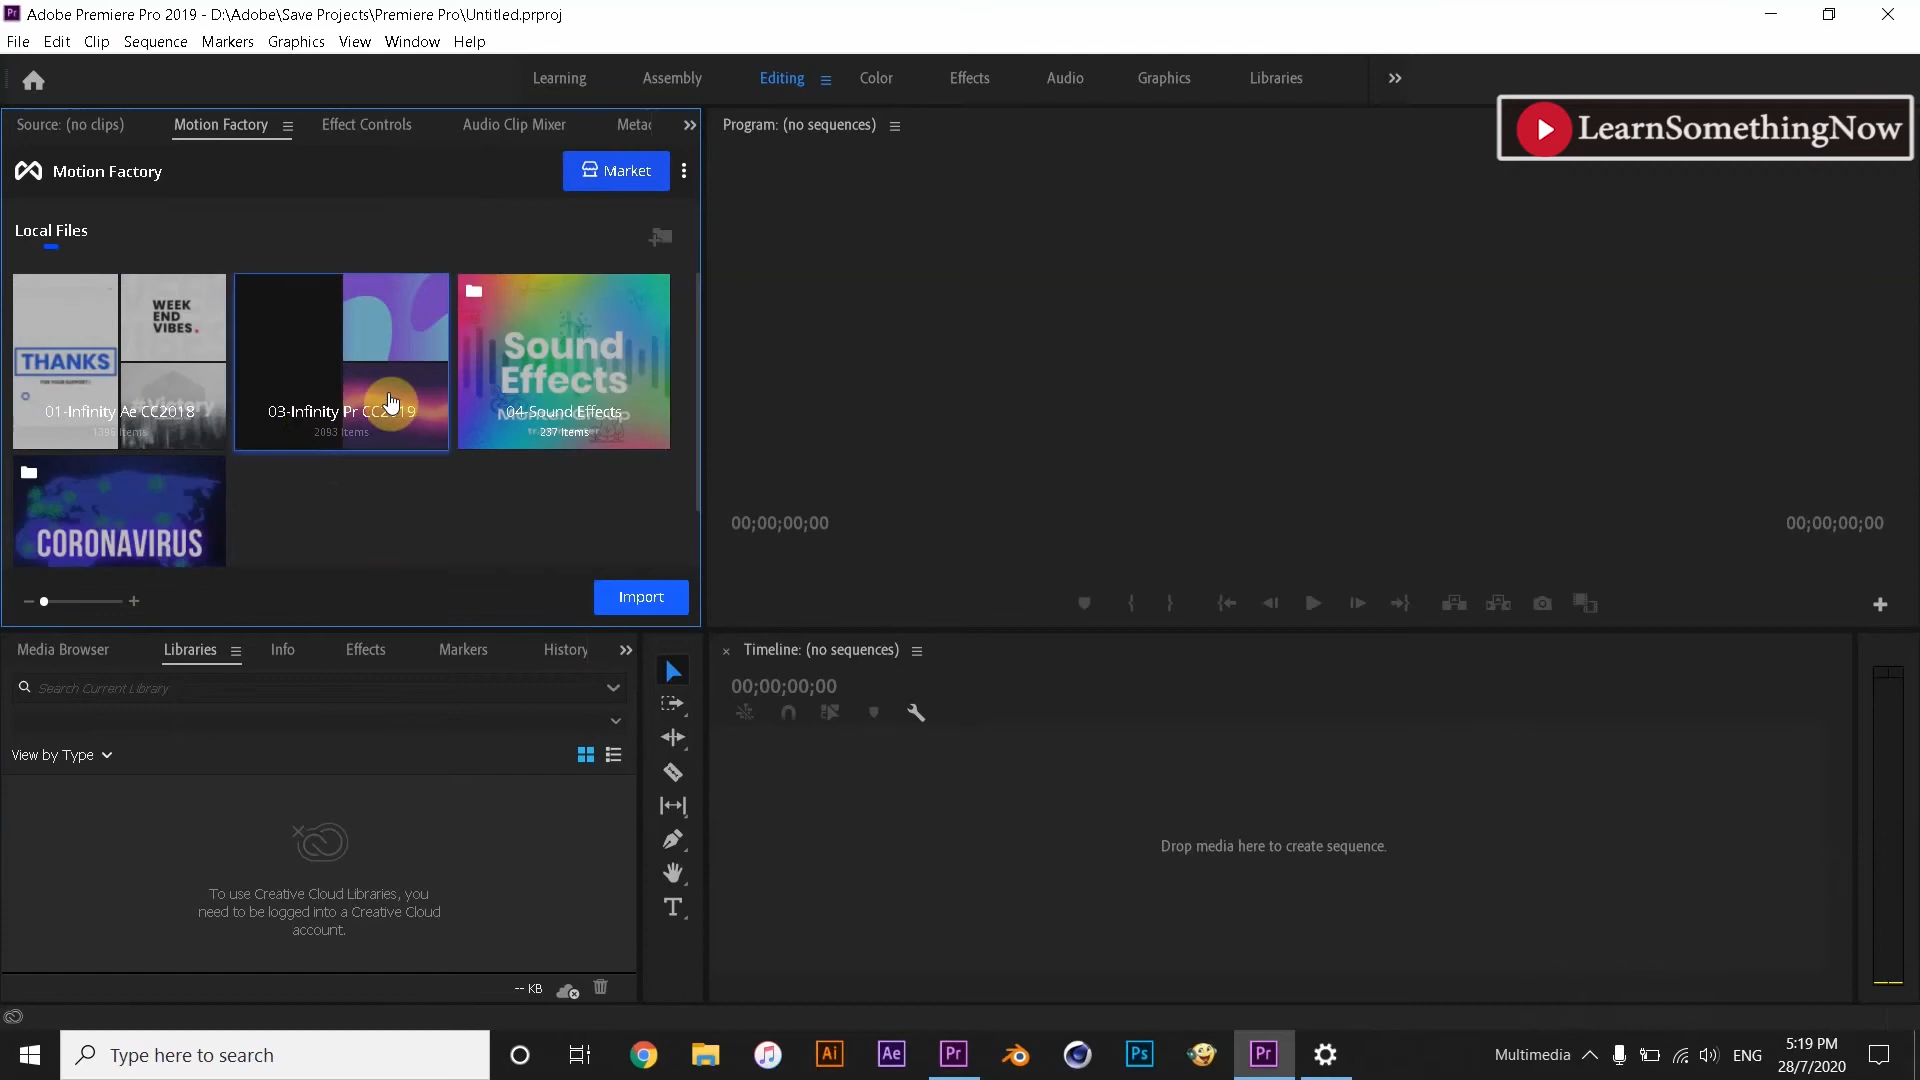 Adobe Premiere Pro 2019 - D:\Adobe\Save Projects\Premiere Pro\Untitled.prproj
File Edit Clip Sequence Markers Graphics View Window Help
Learning Assembly Editing Color Effects Audio Graphics Libraries
LearnSomethingNow
Source: (no clips) Motion Factory Effect Controls Audio Clip Mixer Metac
Program: (no sequences)
Motion Factory
Market
Local Files
THANKS
WEEK
END
VIBES.
01-Infinity Ae CC2018
1396 Items
03-Infinity Pr CC2019
2093 Items
Sound
Effects
04-Sound Effects
237 Items
CORONAVIRUS
Import
00;00;00;00
00;00;00;00
Media Browser Libraries Info Effects Markers History
Search Current Library
View by Type
To use Creative Cloud Libraries, you
need to be logged into a Creative Cloud
account.
-- KB
Timeline: (no sequences)
00;00;00;00
Drop media here to create sequence.
Type here to search
Ai Ae Pr Ps Pr
Multimedia
ENG
5:19 PM
28/7/2020